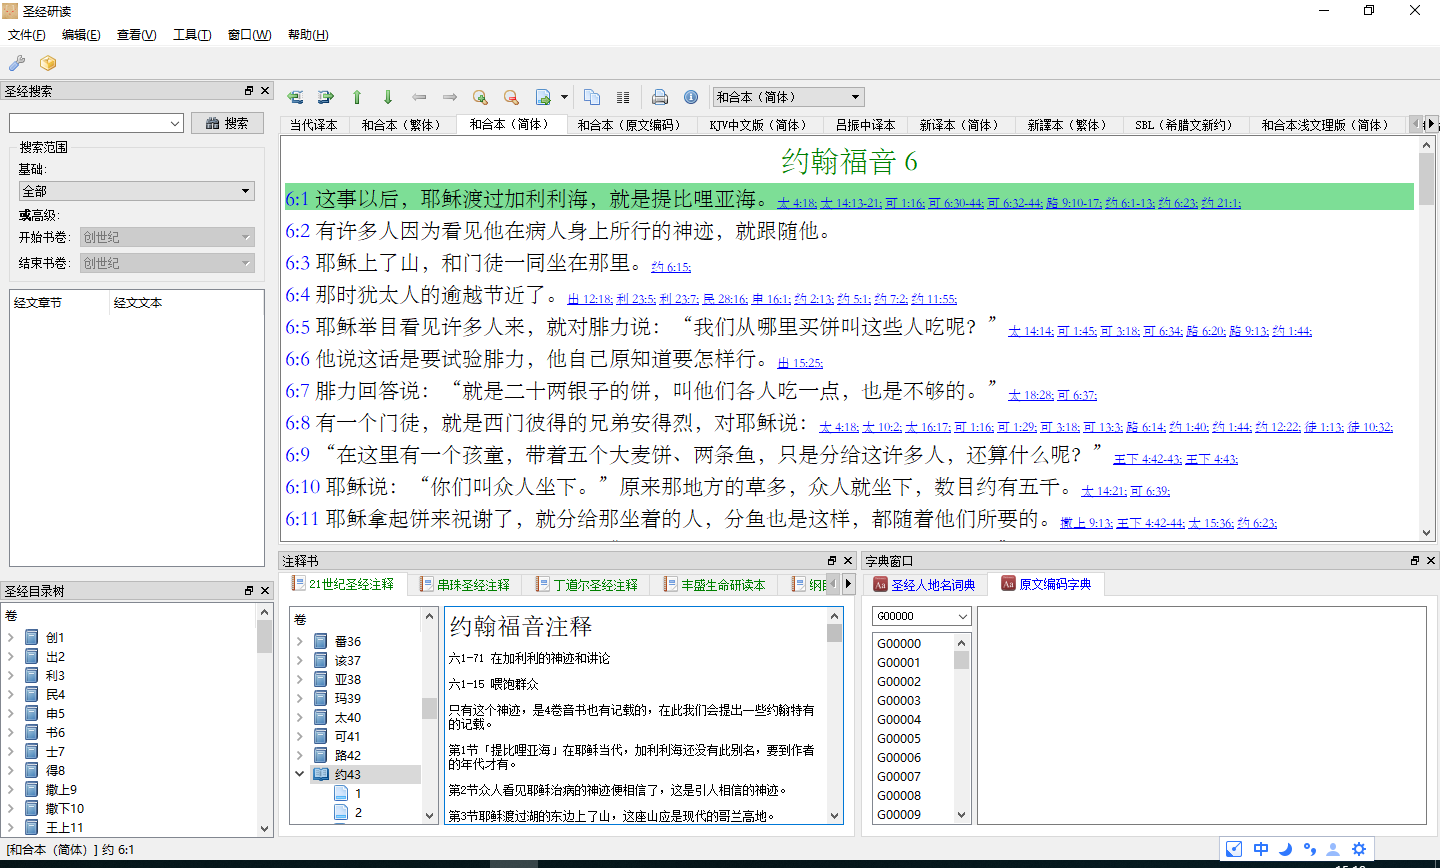 圣经研读
文件(F) 编辑(E) 查看(V) 工具(T) 窗口(W) 帮助(H)
圣经搜索
搜索
搜索范围
基础:
全部
或高级:
开始书卷: 创世纪
结束书卷: 创世纪
经文章节 经文文本
圣经目录树
卷
创1
出2
利3
民4
申5
书6
士7
得8
撒上9
撒下10
王上11
和合本（简体）
当代译本 和合本（繁体） 和合本（简体） 和合本（原文编码） KJV中文版（简体） 吕振中译本 新译本（简体） 新譯本（繁体） SBL（希腊文新约） 和合本浅文理版（简体）
约翰福音 6
6:1 这事以后，耶稣渡过加利利海，就是提比哩亚海。太 4:18; 太 14:13-21; 可 1:16; 可 6:30-44; 可 6:32-44; 路 9:10-17; 约 6:1-13; 约 6:23; 约 21:1;
6:2 有许多人因为看见他在病人身上所行的神迹，就跟随他。
6:3 耶稣上了山，和门徒一同坐在那里。约 6:15;
6:4 那时犹太人的逾越节近了。出 12:18; 利 23:5; 利 23:7; 民 28:16; 申 16:1; 约 2:13; 约 5:1; 约 7:2; 约 11:55;
6:5 耶稣举目看见许多人来，就对腓力说：“我们从哪里买饼叫这些人吃呢？”太 14:14; 可 1:45; 可 3:18; 可 6:34; 路 6:20; 路 9:13; 约 1:44;
6:6 他说这话是要试验腓力，他自己原知道要怎样行。出 15:25;
6:7 腓力回答说：“就是二十两银子的饼，叫他们各人吃一点，也是不够的。”太 18:28; 可 6:37;
6:8 有一个门徒，就是西门彼得的兄弟安得烈，对耶稣说：太 4:18; 太 10:2; 太 16:17; 可 1:16; 可 1:29; 可 3:18; 可 13:3; 路 6:14; 约 1:40; 约 1:44; 约 12:22; 徒 1:13; 徒 10:32;
6:9 “在这里有一个孩童，带着五个大麦饼、两条鱼，只是分给这许多人，还算什么呢？”王下 4:42-43; 王下 4:43;
6:10 耶稣说：“你们叫众人坐下。”原来那地方的草多，众人就坐下，数目约有五千。太 14:21; 可 6:39;
6:11 耶稣拿起饼来祝谢了，就分给那坐着的人，分鱼也是这样，都随着他们所要的。撒上 9:13; 王下 4:42-44; 太 15:36; 约 6:23;
注释书
21世纪圣经注释 串珠圣经注释 丁道尔圣经注释 丰盛生命研读本 纲目
卷
番36
该37
亚38
玛39
太40
可41
路42
约43
1
2
约翰福音注释
六1-71 在加利利的神迹和讲论
六1-15 喂饱群众
只有这个神迹，是4卷音书也有记载的，在此我们会提出一些约翰特有
的记载。
第1节「提比哩亚海」在耶稣当代，加利利海还没有此别名，要到作者
的年代才有。
第2节众人看见耶稣治病的神迹便相信了，这是引人相信的神迹。
第3节耶稣渡过湖的东边上了山，这座山应是现代的哥兰高地。
字典窗口
圣经人地名词典 原文编码字典
G00000
G00000
G00001
G00002
G00003
G00004
G00005
G00006
G00007
G00008
G00009
[和合本（简体）] 约 6:1
中